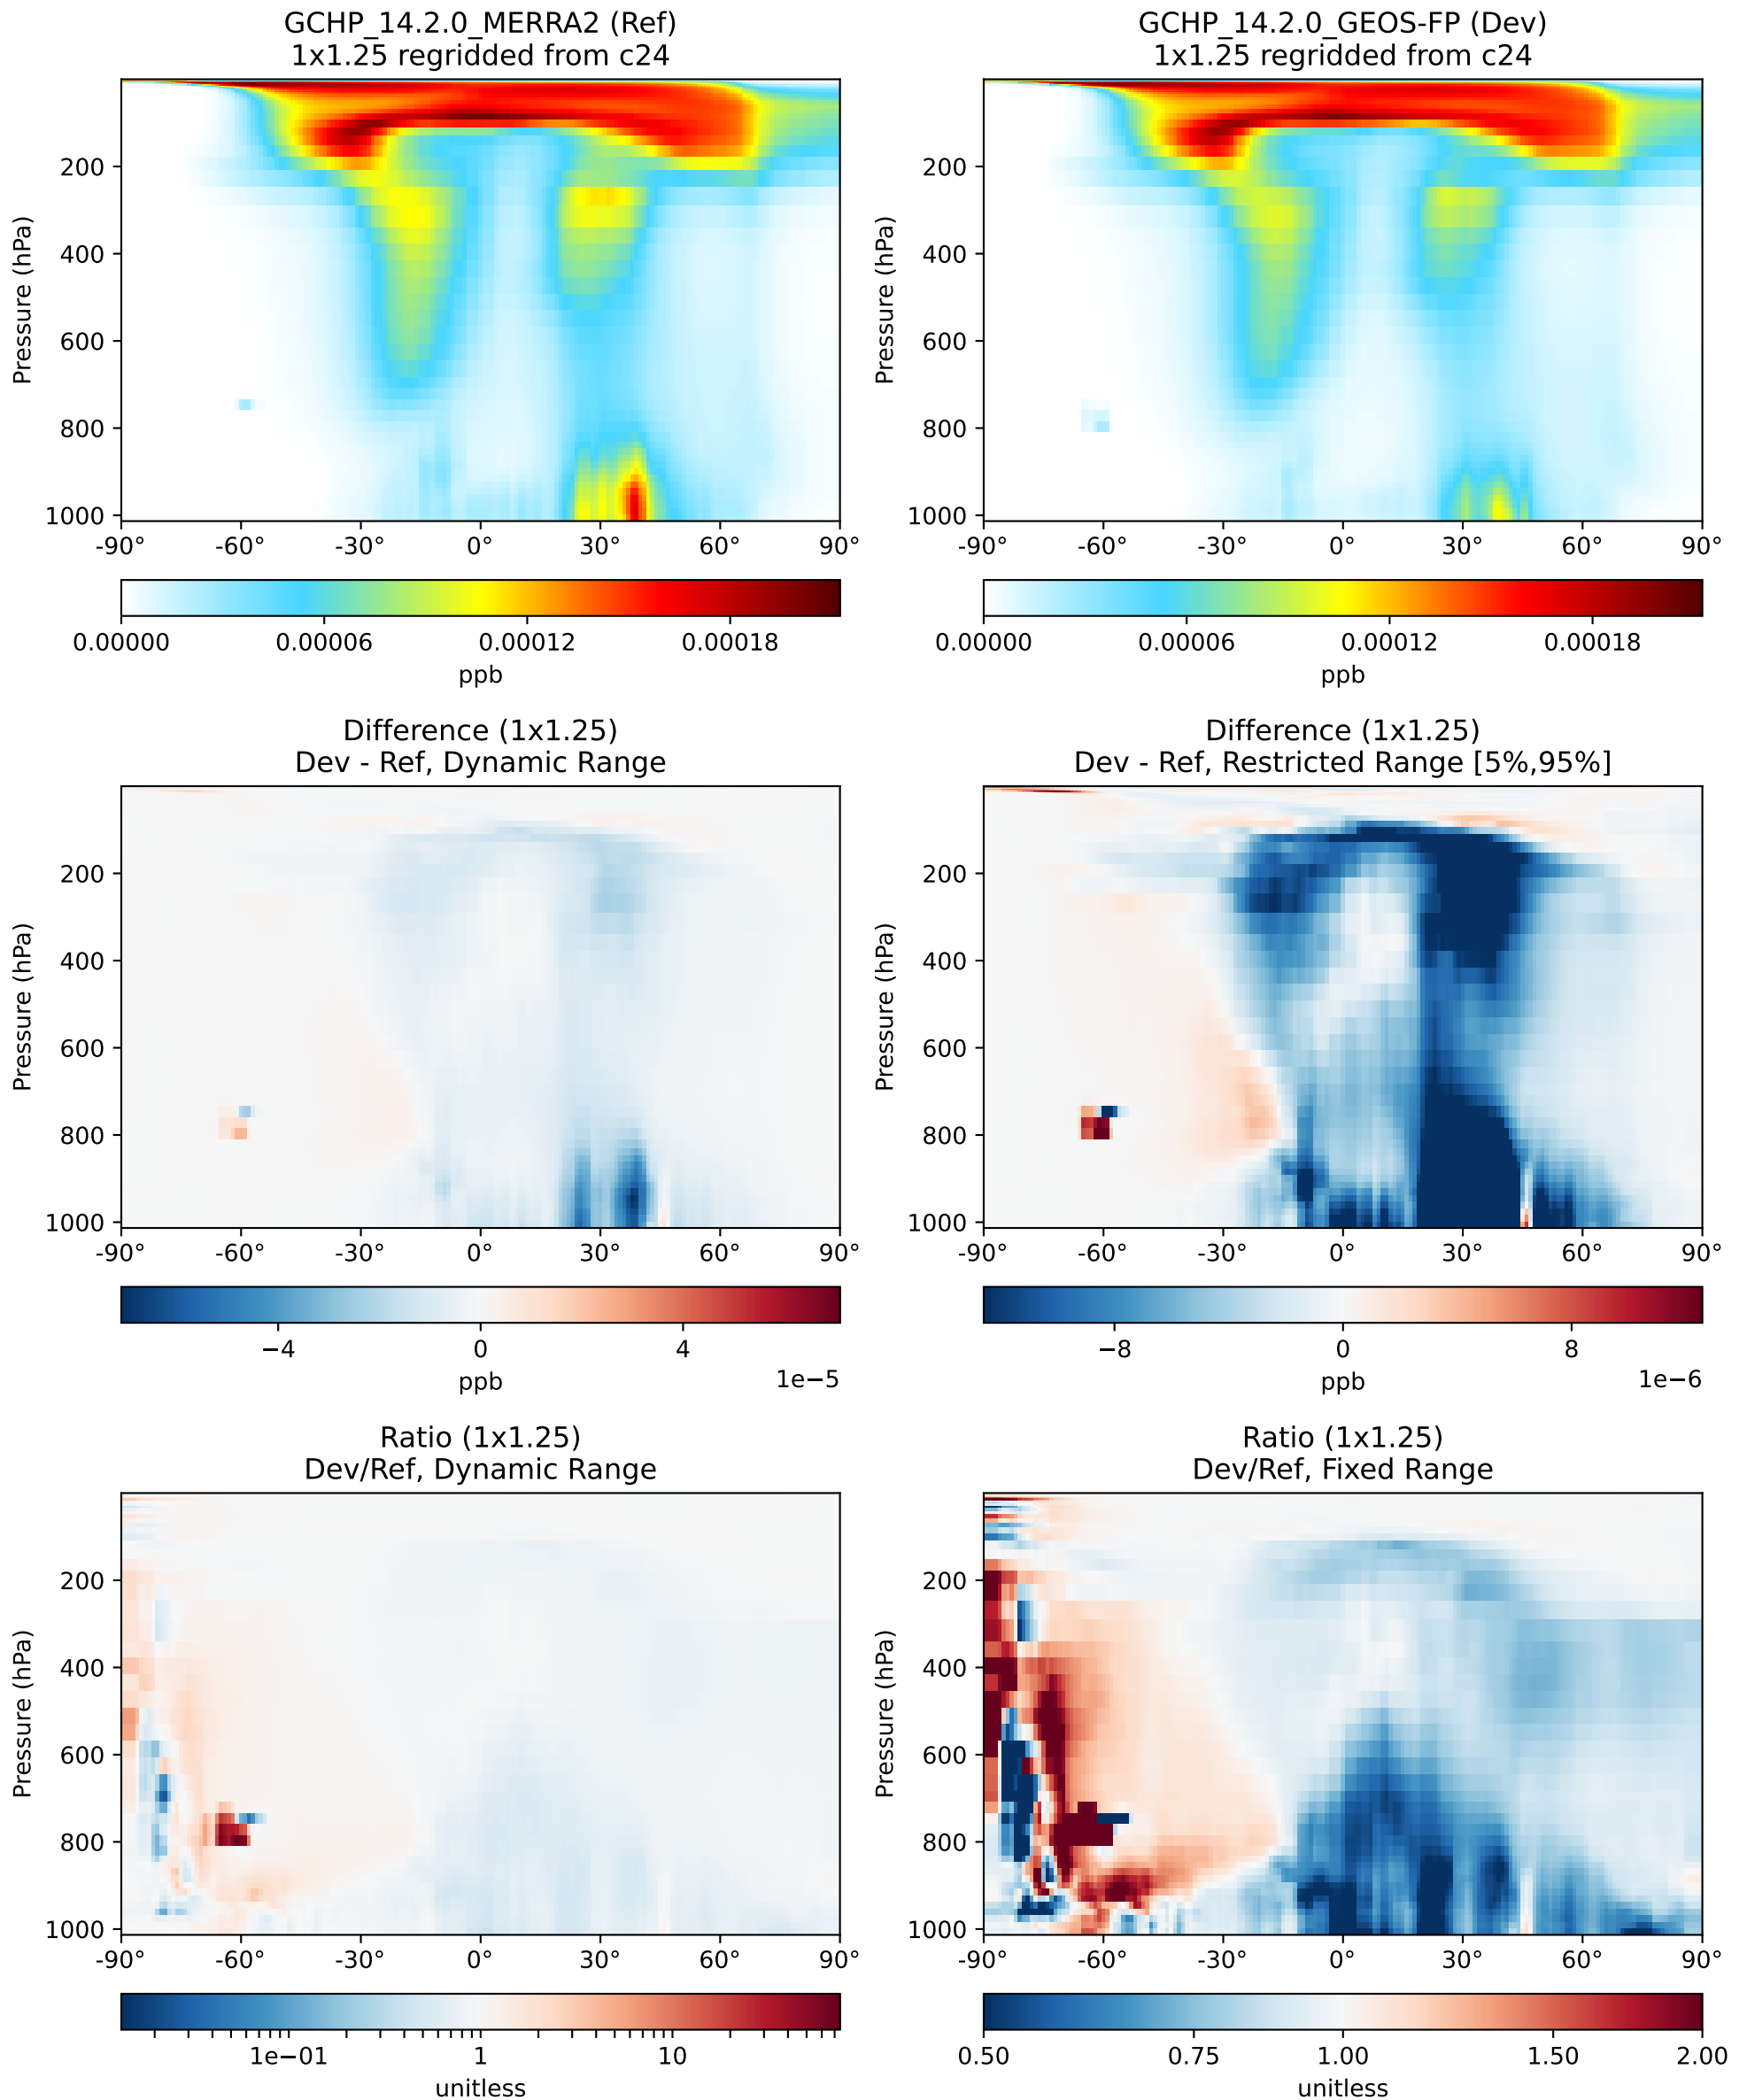 GCHP_14.2.0_MERRA2 (Ref)
1x1.25 regridded from c24
Pressure (hPa)
200
400
600
800
1000
-90° -60° -30° 0° 30° 60° 90°
0.00000 0.00006 0.00012 0.00018
ppb
GCHP_14.2.0_GEOS-FP (Dev)
1x1.25 regridded from c24
Pressure (hPa)
200
400
600
800
1000
-90° -60° -30° 0° 30° 60° 90°
0.00000 0.00006 0.00012 0.00018
ppb
Difference (1x1.25)
Dev - Ref, Dynamic Range
Pressure (hPa)
200
400
600
800
1000
-90° -60° -30° 0° 30° 60° 90°
−4 0 4
ppb 1e−5
Difference (1x1.25)
Dev - Ref, Restricted Range [5%,95%]
Pressure (hPa)
200
400
600
800
1000
-90° -60° -30° 0° 30° 60° 90°
−8 0 8
ppb 1e−6
Ratio (1x1.25)
Dev/Ref, Dynamic Range
Pressure (hPa)
200
400
600
800
1000
-90° -60° -30° 0° 30° 60° 90°
1e−01 1 10
unitless
Ratio (1x1.25)
Dev/Ref, Fixed Range
Pressure (hPa)
200
400
600
800
1000
-90° -60° -30° 0° 30° 60° 90°
0.50 0.75 1.00 1.50 2.00
unitless